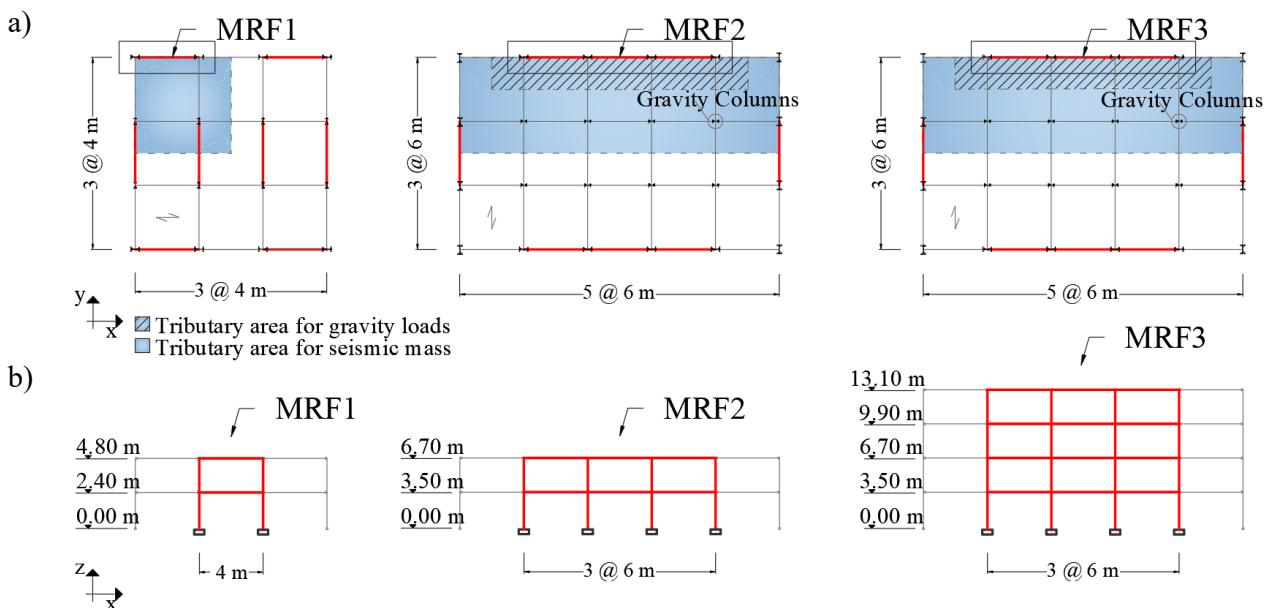 a)
MRF1
MRF2
MRF3
3 @ 4 m
3 @ 6 m
3 @ 6 m
Gravity Columns
Gravity Columns
3 @ 4 m
5 @ 6 m
5 @ 6 m
y
x
Tributary area for gravity loads
Tributary area for seismic mass
b)
MRF1
MRF2
MRF3
4.80 m
2.40 m
0.00 m
6.70 m
3.50 m
0.00 m
13.10 m
9.90 m
6.70 m
3.50 m
0.00 m
4 m
3 @ 6 m
3 @ 6 m
z
x